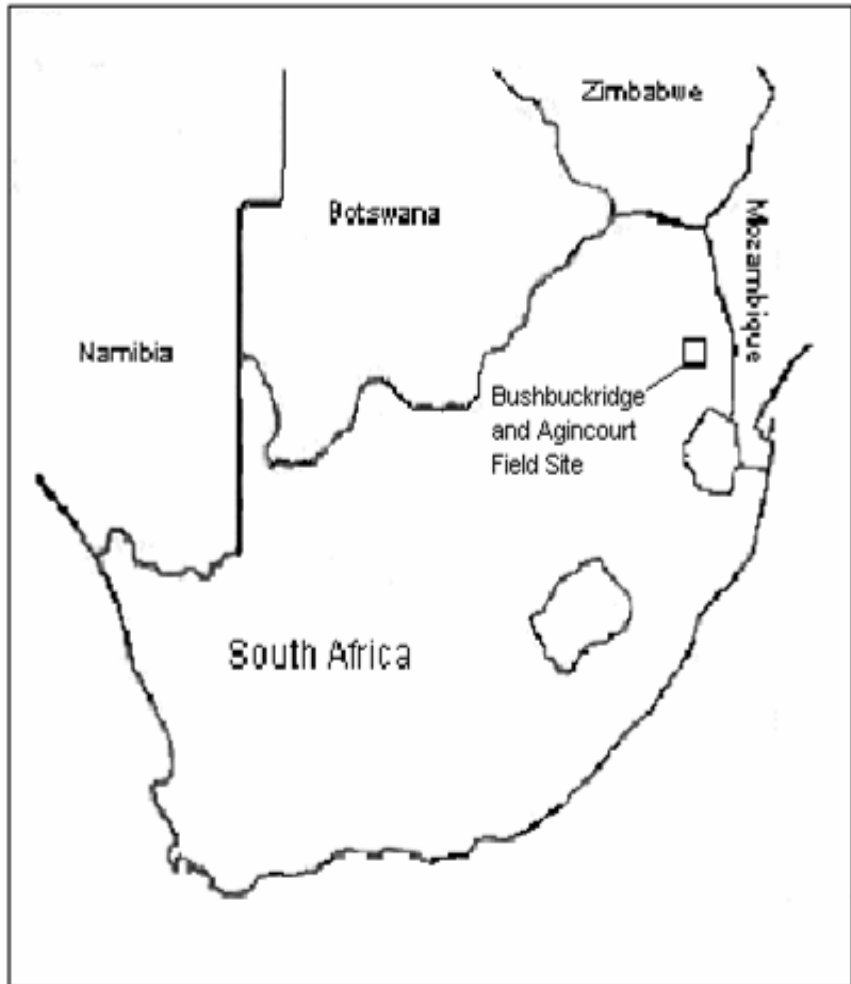 Zimbabwe
Botswana
Mozambique
Namibia
Bushbuckridge
and Agincourt
Field Site
South Africa